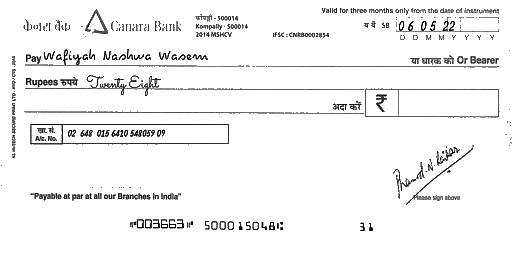 केनरा बैंक Canara Bank
कोंपल्ली - 500014
Kompally - 500014
2014 MSHCV
IFSC : CNRB0002854
Valid for three months only from the date of instrument
SB 06 05 22
D D M M Y Y Y Y
Pay Wafiyah Nashwa Wasem
या धारक को Or Bearer
Rupees रुपये Twenty Eight
अदा करें ₹
खा. सं.
A/c. No. 02 648 015 6410 548059 09
Please sign above
"Payable at par at all our Branches in India"
⑈003663⑈ 500015048⑆ 31